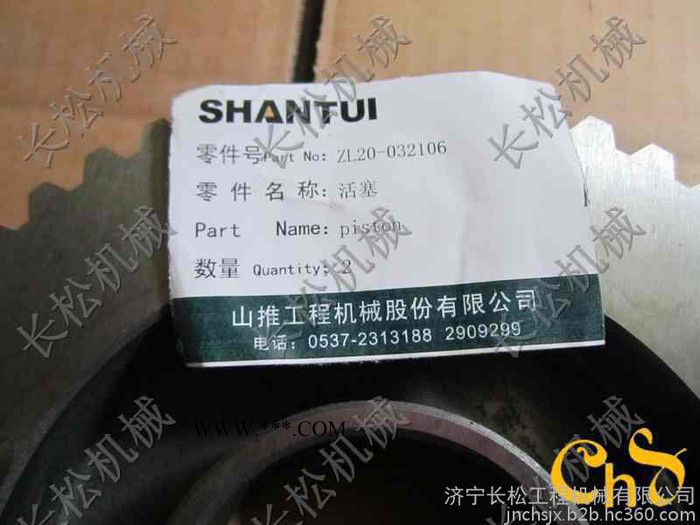 SHANTUI
零件号Part No: ZL20-032106
零 件 名 称: 活塞
Part Name: piston
数量 Quantity: 2
山推工程机械股份有限公司
电话: 0537-2313188 2909299
长松机械
长松机械
长松机械
长松机械
长松机械
长松机械
长松机械
www.***.COM
ChS
济宁长松工程机械有限公司
jnchsjx.b2b.hc360.com